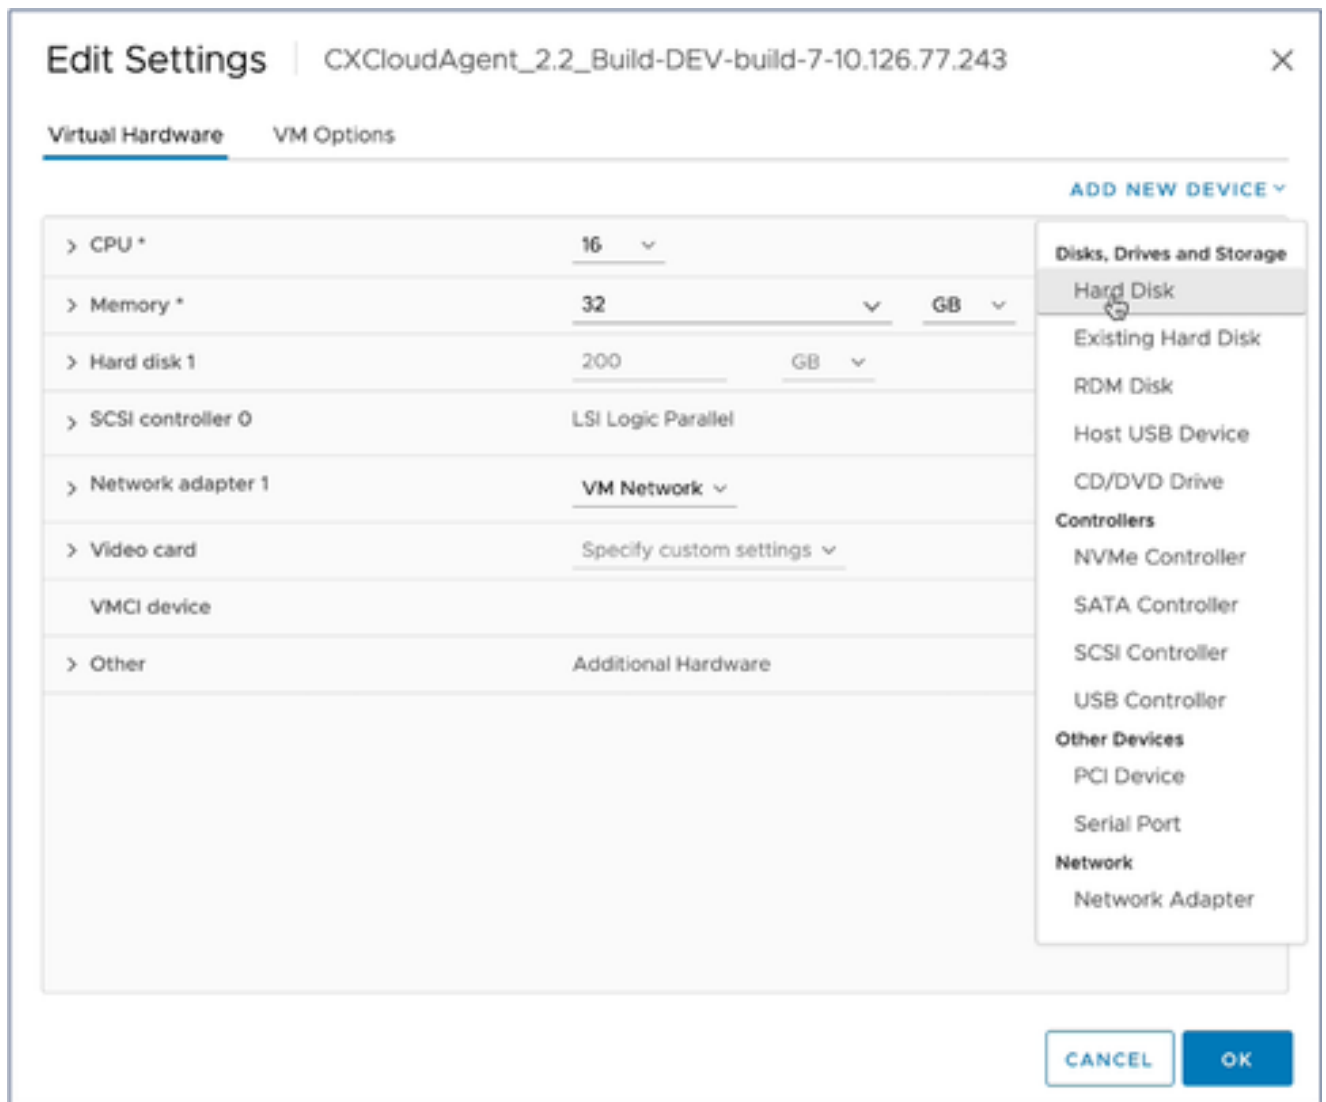 Edit Settings CXCloudAgent_2.2_Build-DEV-build-7-10.126.77.243
Virtual Hardware VM Options
ADD NEW DEVICE
CPU * 16
Memory * 32 GB
Hard disk 1 200 GB
SCSI controller 0 LSI Logic Parallel
Network adapter 1 VM Network
Video card Specify custom settings
VMCI device
Other Additional Hardware
Disks, Drives and Storage
Hard Disk
Existing Hard Disk
RDM Disk
Host USB Device
CD/DVD Drive
Controllers
NVMe Controller
SATA Controller
SCSI Controller
USB Controller
Other Devices
PCI Device
Serial Port
Network
Network Adapter
CANCEL OK